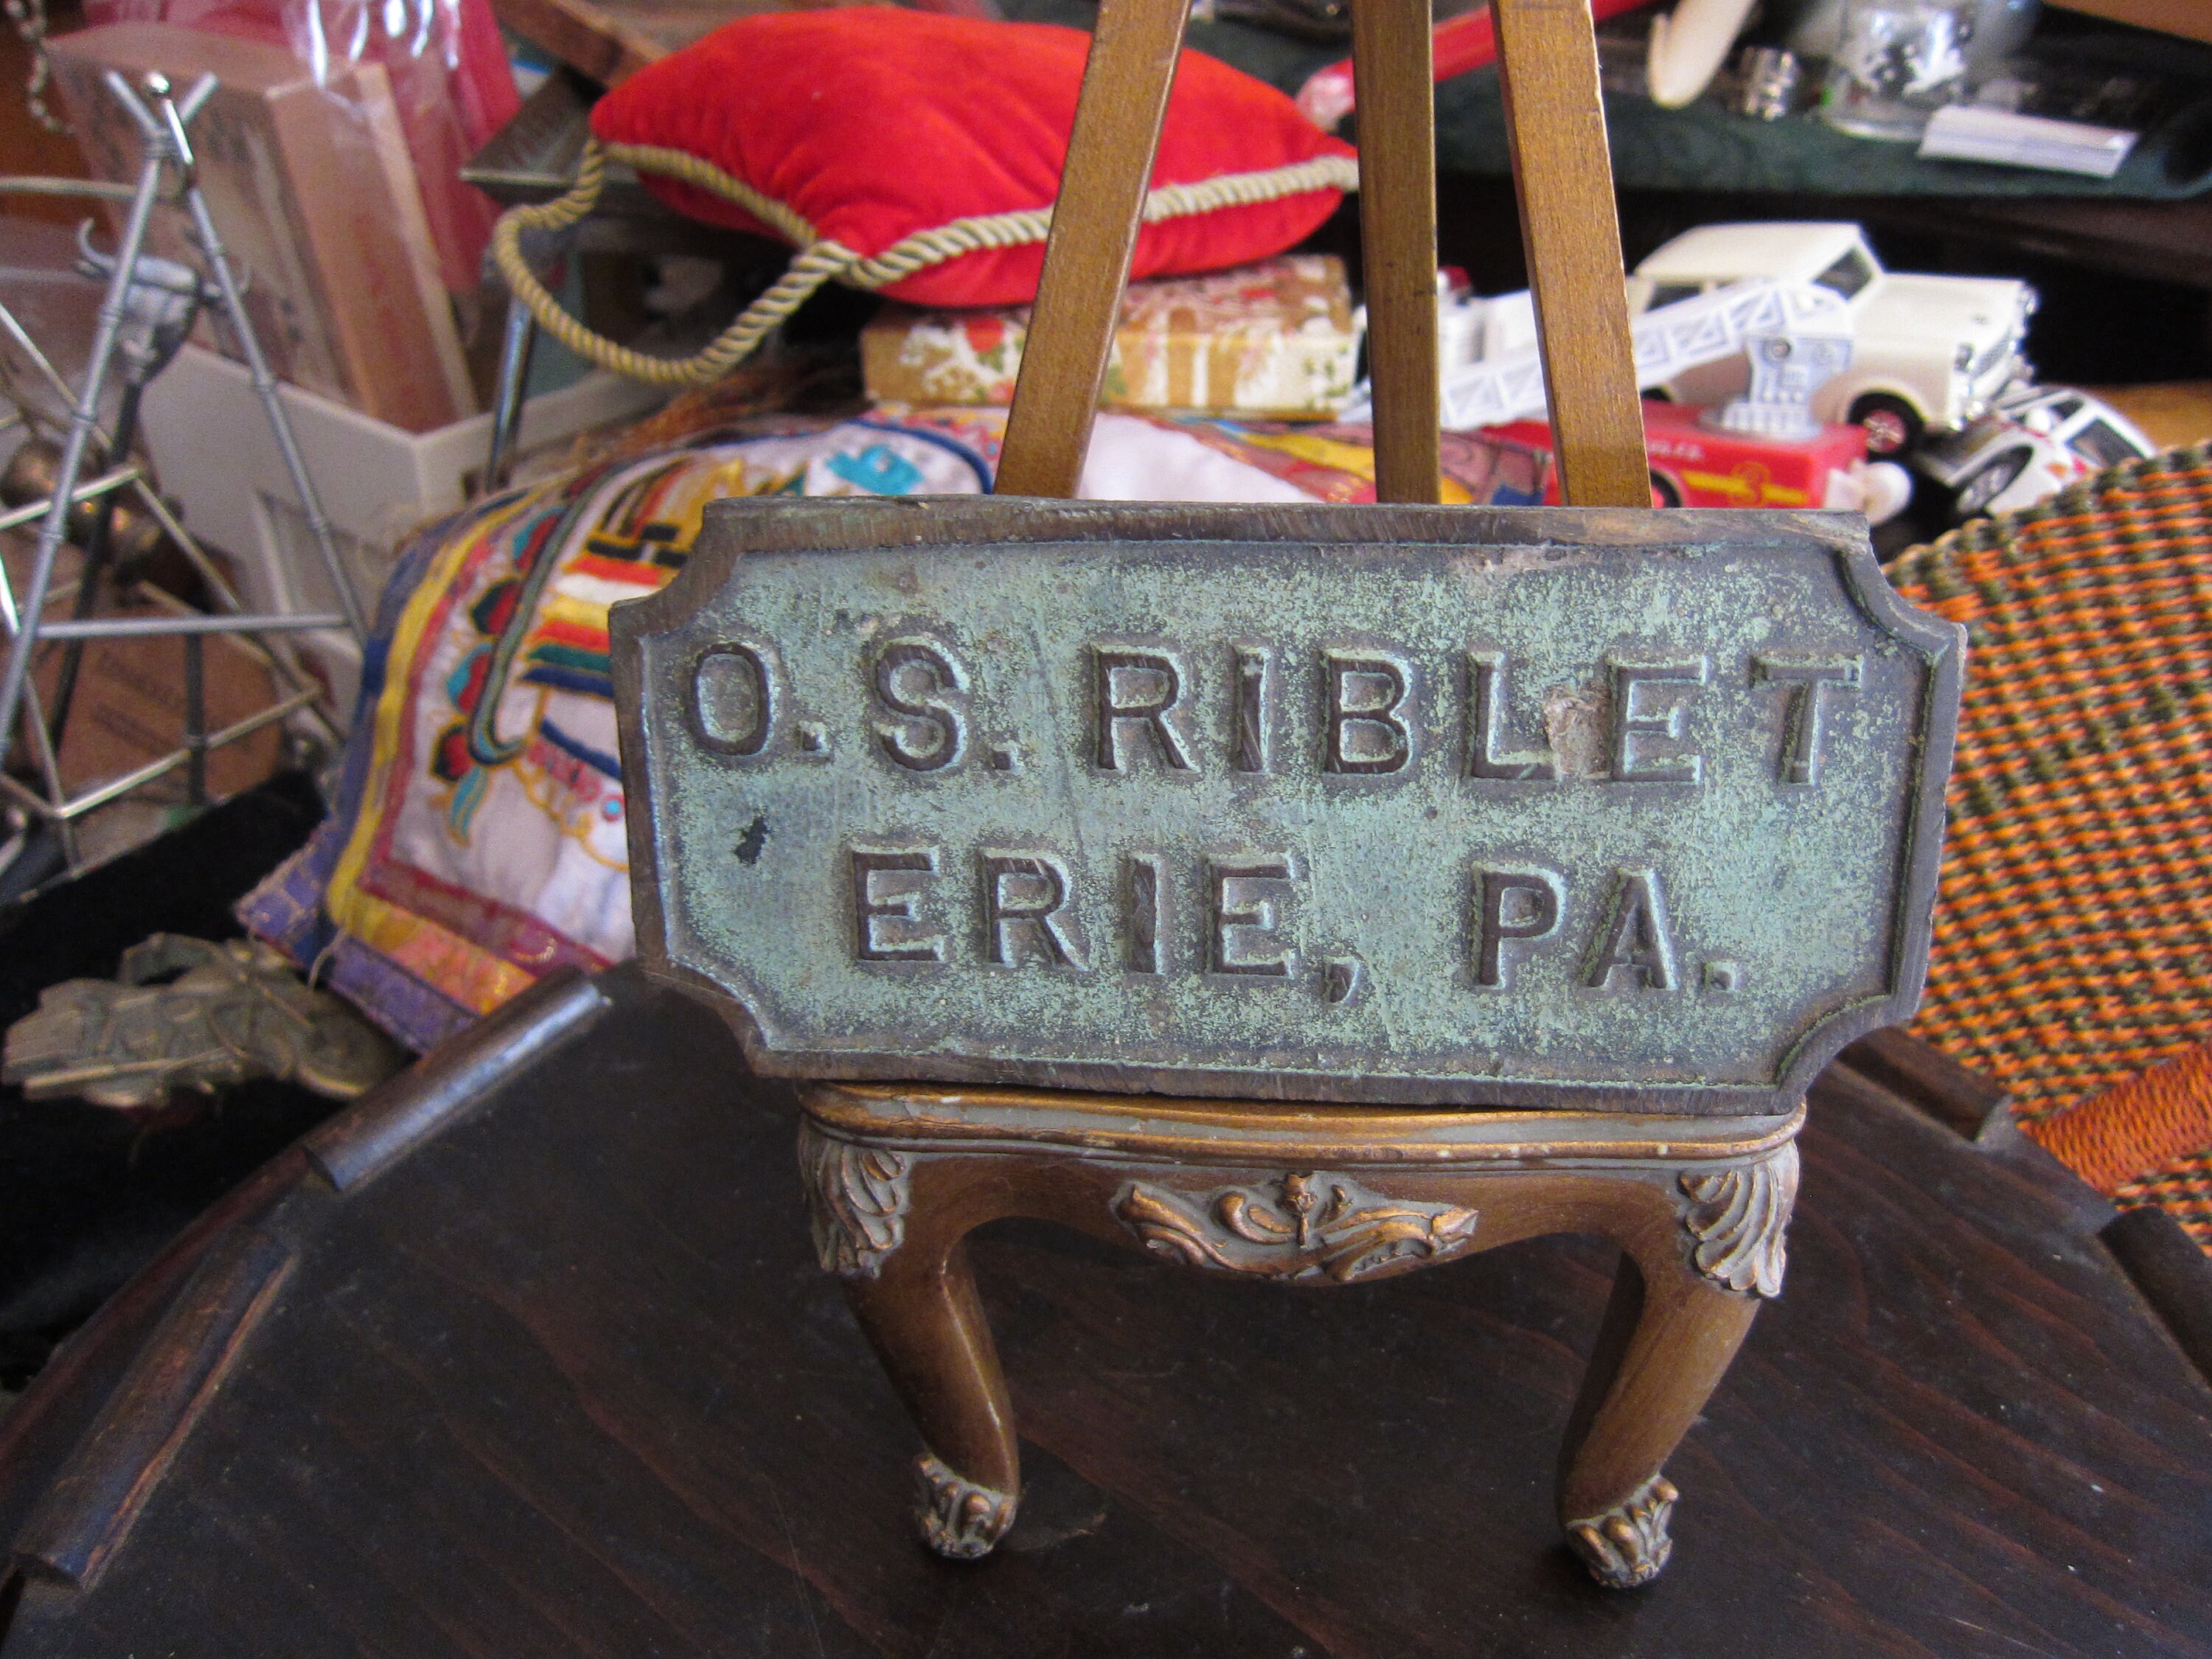 O. S. RIBLET
ERIE, PA.